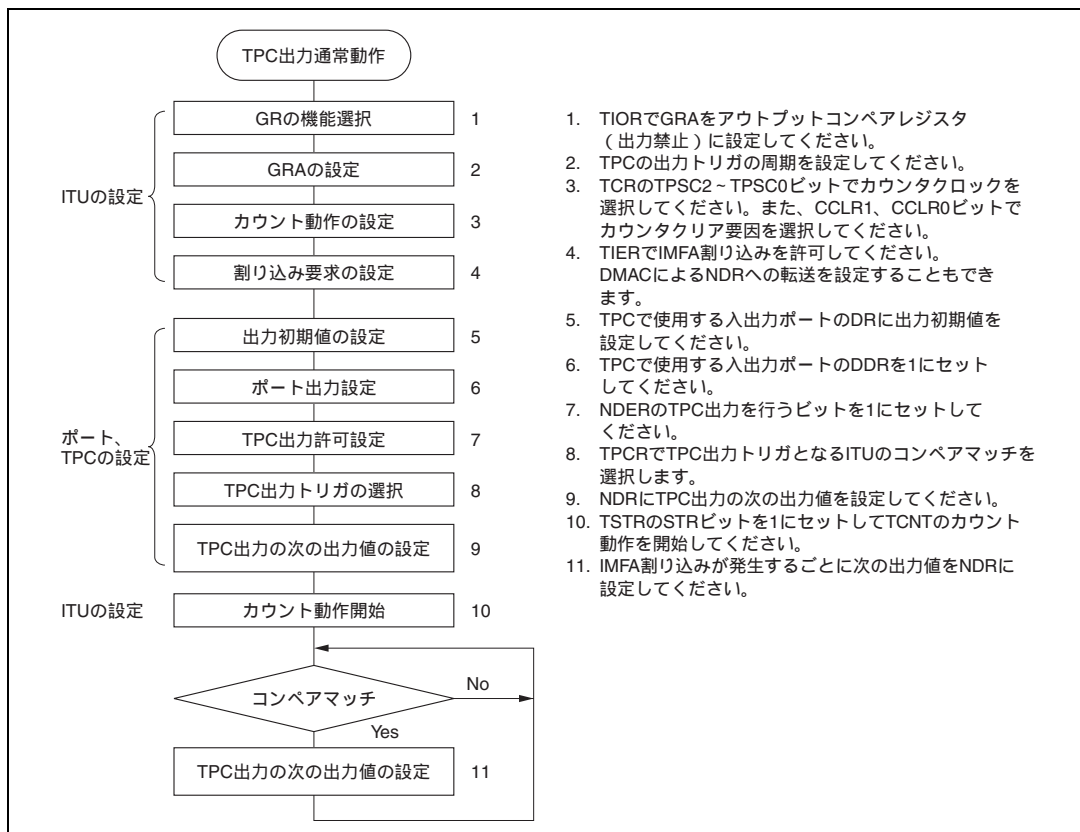 TPC出力通常動作
ITUの設定
GRの機能選択 1
GRAの設定 2
カウント動作の設定 3
割り込み要求の設定 4
ポート、
TPCの設定
出力初期値の設定 5
ポート出力設定 6
TPC出力許可設定 7
TPC出力トリガの選択 8
TPC出力の次の出力値の設定 9
ITUの設定
カウント動作開始 10
コンペアマッチ
No
Yes
TPC出力の次の出力値の設定 11
1. TIORでGRAをアウトプットコンペアレジスタ
（出力禁止）に設定してください。
2. TPCの出力トリガの周期を設定してください。
3. TCRのTPSC2～TPSC0ビットでカウンタクロックを
選択してください。また、CCLR1、CCLR0ビットで
カウンタクリア要因を選択してください。
4. TIERでIMFA割り込みを許可してください。
DMACによるNDRへの転送を設定することもでき
ます。
5. TPCで使用する入出力ポートのDRに出力初期値を
設定してください。
6. TPCで使用する入出力ポートのDDRを1にセット
してください。
7. NDERのTPC出力を行うビットを1にセットして
ください。
8. TPCRでTPC出力トリガとなるITUのコンペアマッチを
選択します。
9. NDRにTPC出力の次の出力値を設定してください。
10. TSTRのSTRビットを1にセットしてTCNTのカウント
動作を開始してください。
11. IMFA割り込みが発生するごとに次の出力値をNDRに
設定してください。